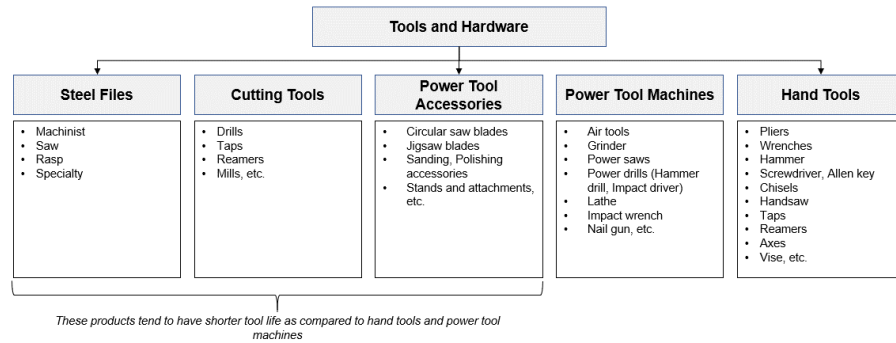 Tools and Hardware
Steel Files
• Machinist
• Saw
• Rasp
• Specialty
Cutting Tools
• Drills
• Taps
• Reamers
• Mills, etc.
Power Tool
Accessories
• Circular saw blades
• Jigsaw blades
• Sanding, Polishing
accessories
• Stands and attachments,
etc.
Power Tool Machines
• Air tools
• Grinder
• Power saws
• Power drills (Hammer
drill, Impact driver)
• Lathe
• Impact wrench
• Nail gun, etc.
Hand Tools
• Pliers
• Wrenches
• Hammer
• Screwdriver, Allen key
• Chisels
• Handsaw
• Taps
• Reamers
• Axes
• Vise, etc.
These products tend to have shorter tool life as compared to hand tools and power tool
machines